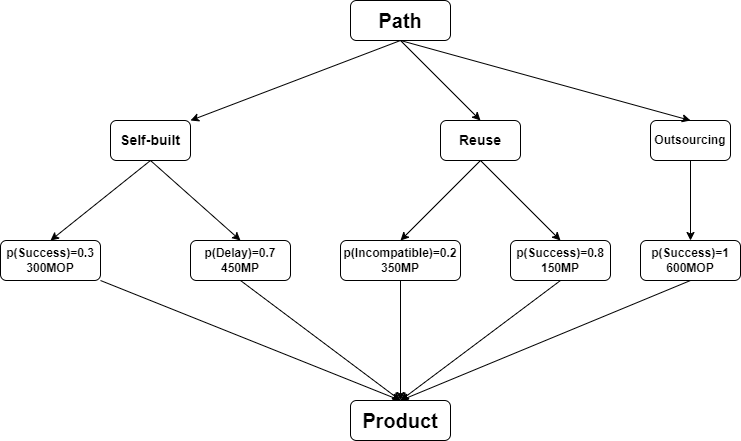 Path
Self-built
Reuse
Outsourcing
p(Success)=0.3
300MOP
p(Delay)=0.7
450MP
p(Incompatible)=0.2
350MP
p(Success)=0.8
150MP
p(Success)=1
600MOP
Product